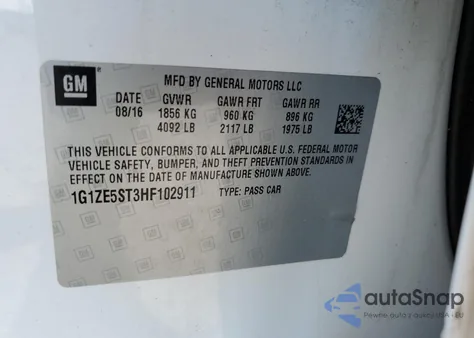 GM
MFD BY GENERAL MOTORS LLC
DATE GVWR GAWR FRT GAWR RR
08/16 1856 KG 960 KG 896 KG
4092 LB 2117 LB 1975 LB
THIS VEHICLE CONFORMS TO ALL APPLICABLE U.S. FEDERAL MOTOR
VEHICLE SAFETY, BUMPER, AND THEFT PREVENTION STANDARDS IN
EFFECT ON THE DATE OF MANUFACTURE SHOWN ABOVE.
1G1ZE5ST3HF102911 TYPE: PASS CAR
autoSnap